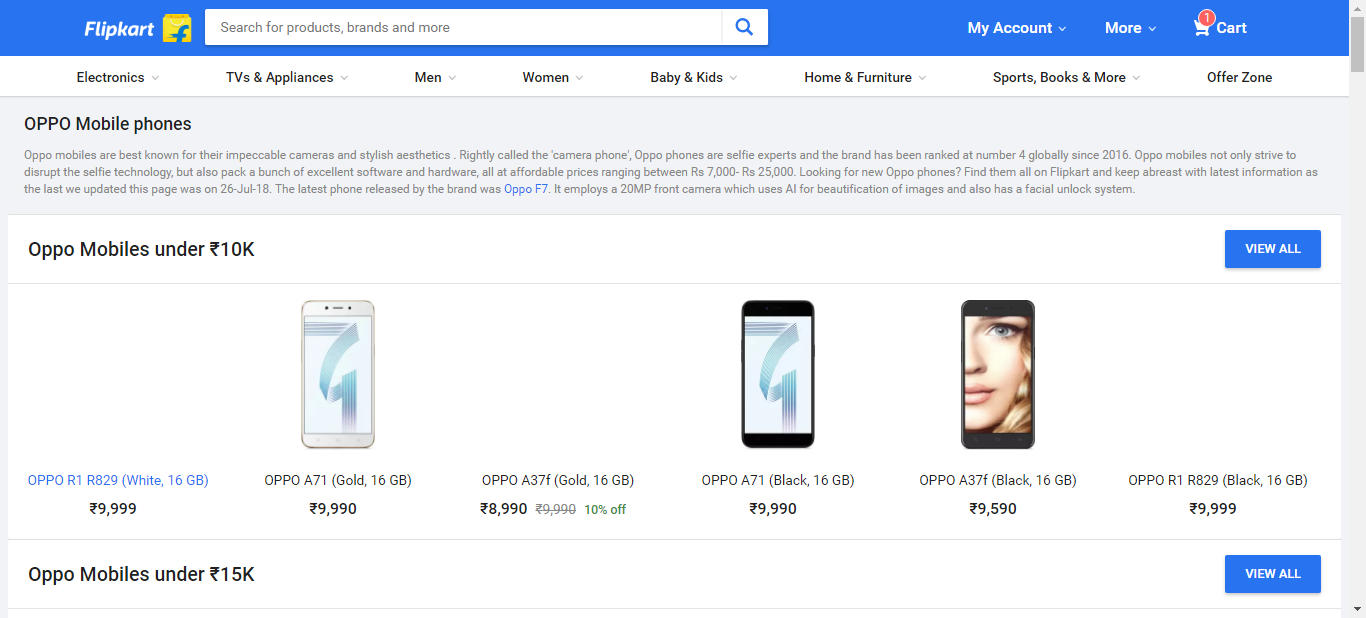 Flipkart
Search for products, brands and more
My Account
More
1
Cart
Electronics
TVs & Appliances
Men
Women
Baby & Kids
Home & Furniture
Sports, Books & More
Offer Zone
OPPO Mobile phones
Oppo mobiles are best known for their impeccable cameras and stylish aesthetics . Rightly called the 'camera phone', Oppo phones are selfie experts and the brand has been ranked at number 4 globally since 2016. Oppo mobiles not only strive to
disrupt the selfie technology, but also pack a bunch of excellent software and hardware, all at affordable prices ranging between Rs 7,000- Rs 25,000. Looking for new Oppo phones? Find them all on Flipkart and keep abreast with latest information as
the last we updated this page was on 26-Jul-18. The latest phone released by the brand was Oppo F7. It employs a 20MP front camera which uses AI for beautification of images and also has a facial unlock system.
Oppo Mobiles under ₹10K
VIEW ALL
OPPO R1 R829 (White, 16 GB)
₹9,999
OPPO A71 (Gold, 16 GB)
₹9,990
OPPO A37f (Gold, 16 GB)
₹8,990 ₹9,990 10% off
OPPO A71 (Black, 16 GB)
₹9,990
OPPO A37f (Black, 16 GB)
₹9,590
OPPO R1 R829 (Black, 16 GB)
₹9,999
Oppo Mobiles under ₹15K
VIEW ALL